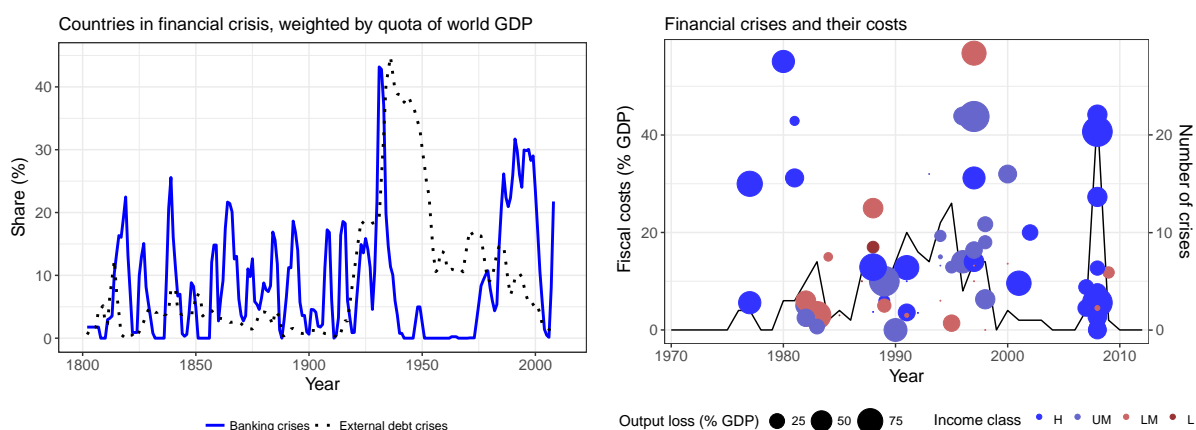 Countries in financial crisis, weighted by quota of world GDP
Share (%)
40
30
20
10
0
1800
1850
1900
1950
2000
Year
Banking crises
External debt crises
Financial crises and their costs
Fiscal costs (% GDP)
40
20
0
20
10
0
Number of crises
1970
1980
1990
2000
2010
Year
Output loss (% GDP) 25 50 75
Income class H UM LM L